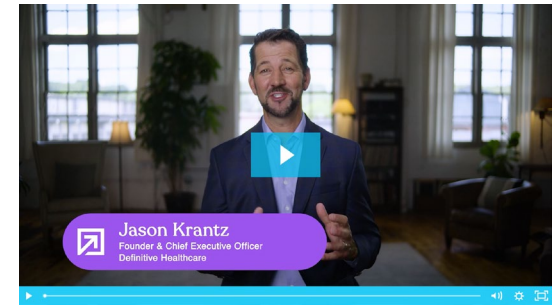 Jason Krantz
Founder & Chief Executive Officer
Definitive Healthcare